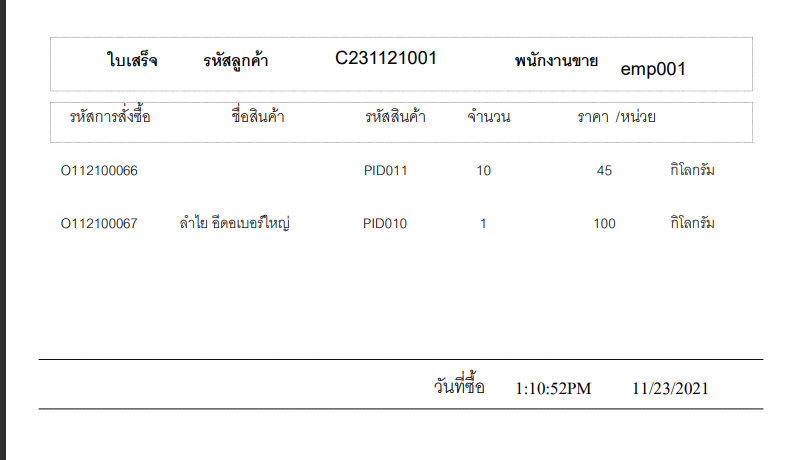 ใบเสร็จ รหัสลูกค้า C231121001 พนักงานขาย emp001
รหัสการสั่งซื้อ ชื่อสินค้า รหัสสินค้า จำนวน ราคา /หน่วย
O112100066 PID011 10 45 กิโลกรัม
O112100067 ลำไย อีดอเบอร์ใหญ่ PID010 1 100 กิโลกรัม
วันที่ซื้อ 1:10:52PM 11/23/2021